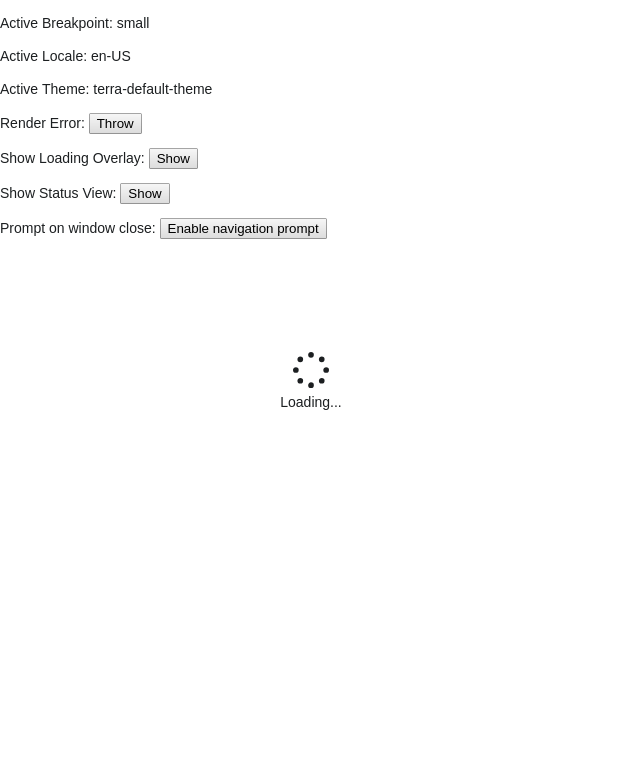 Active Breakpoint: small
Active Locale: en-US
Active Theme: terra-default-theme
Render Error: Throw
Show Loading Overlay: Show
Show Status View: Show
Prompt on window close: Enable navigation prompt
Loading...